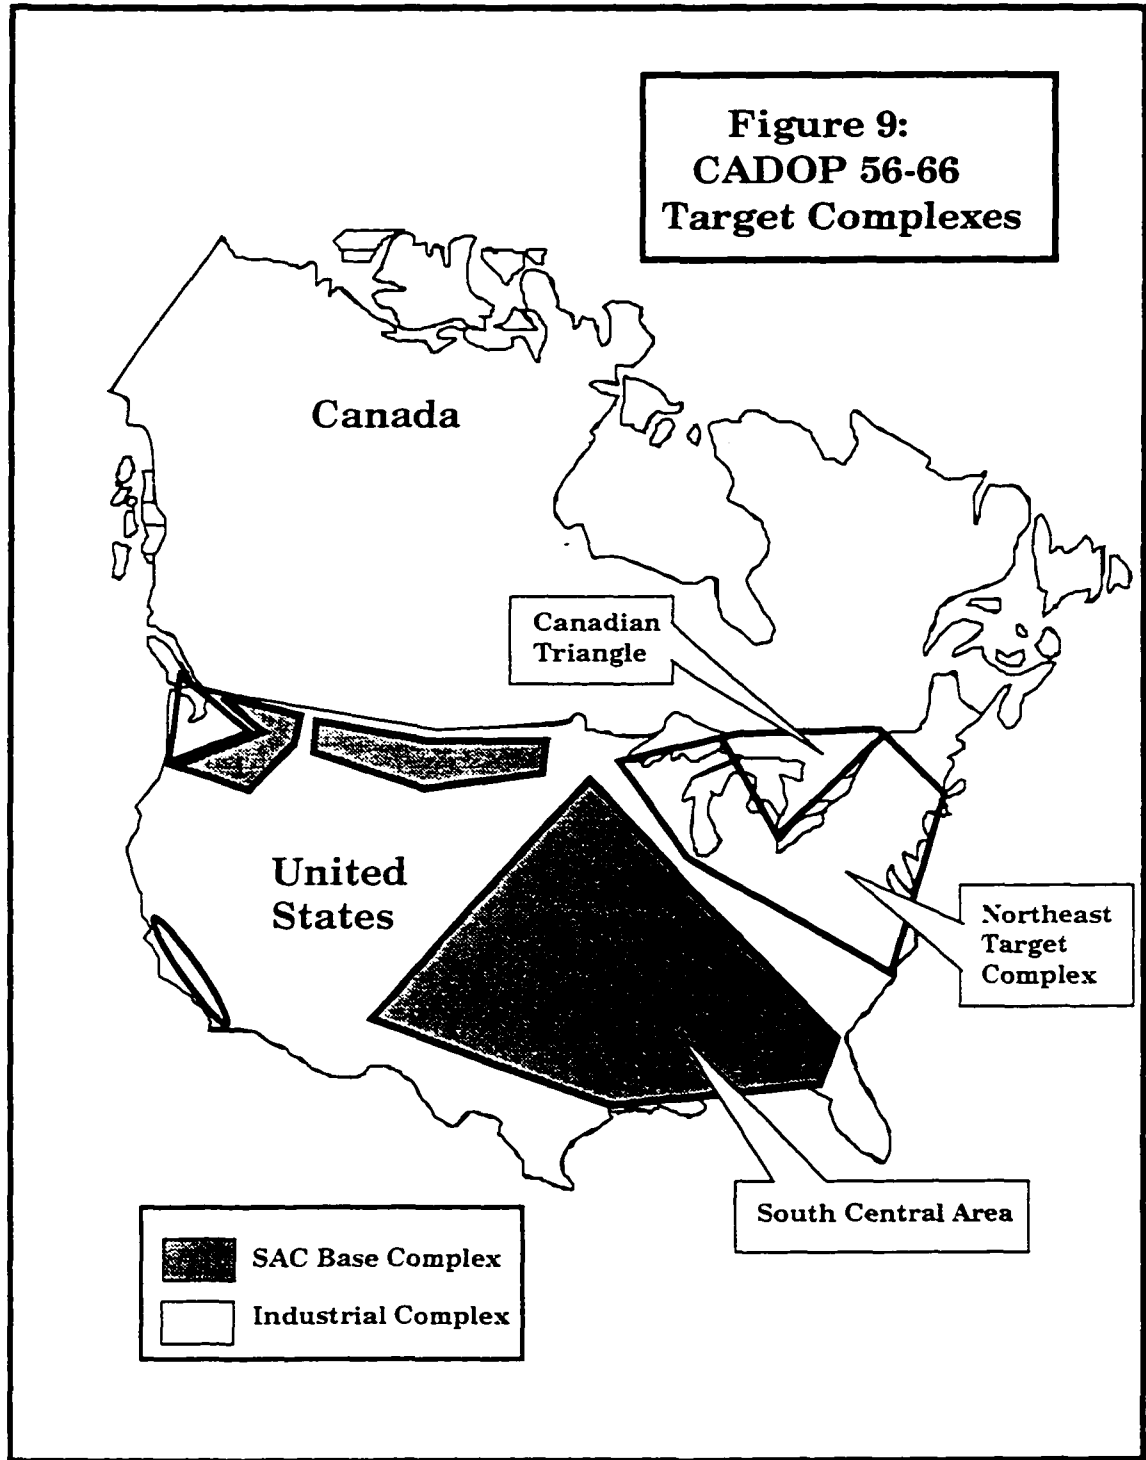 Figure 9:
CADOP 56-66
Target Complexes
Canada
Canadian
Triangle
United
States
Northeast
Target
Complex
South Central Area
SAC Base Complex
Industrial Complex